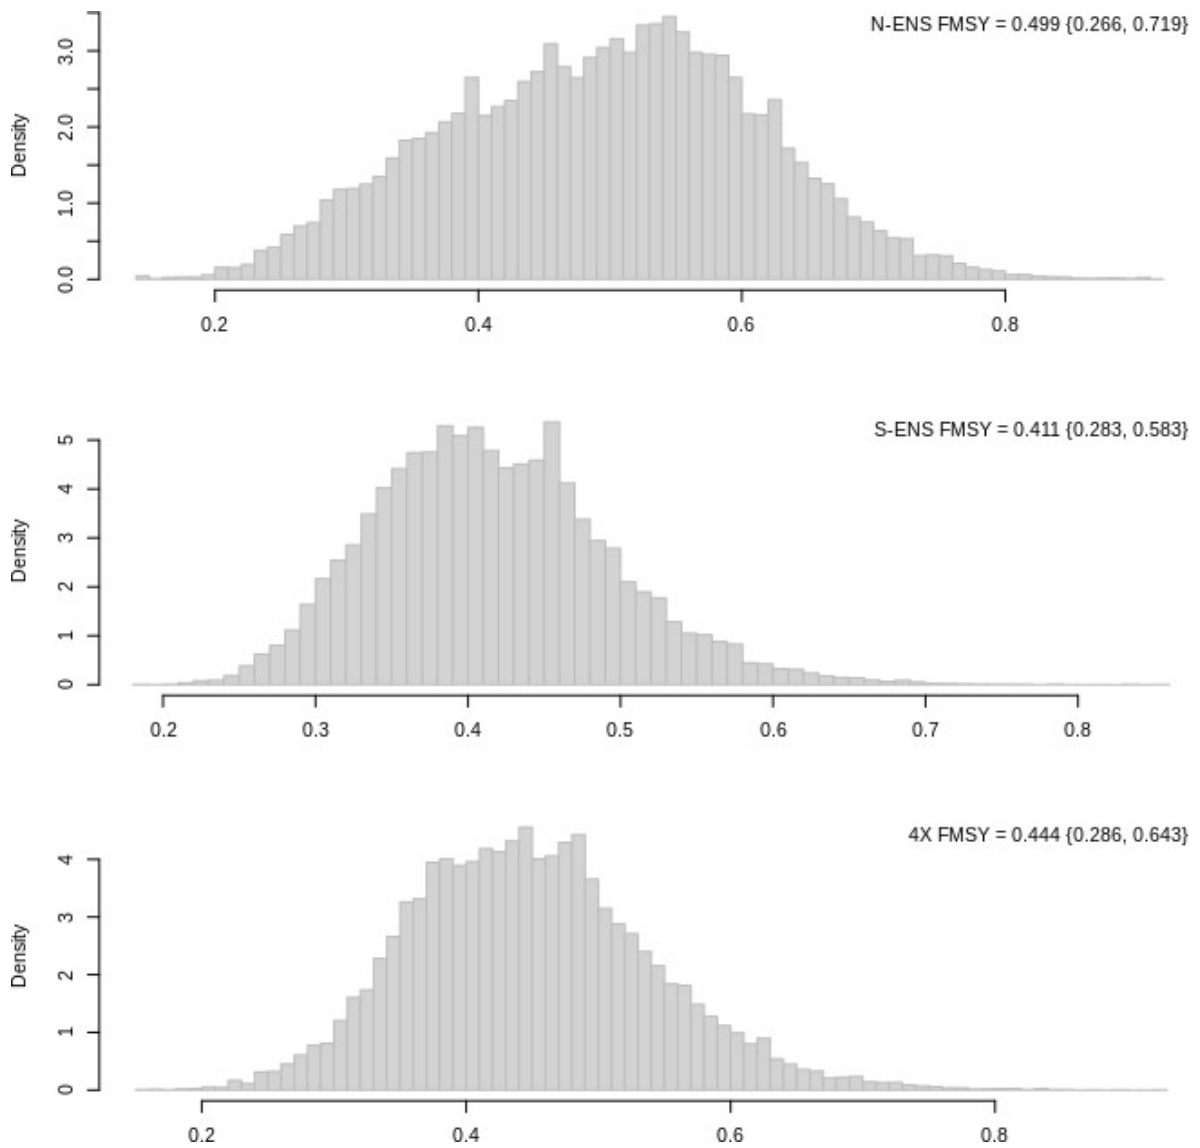 N-ENS FMSY = 0.499 {0.266, 0.719}
Density
3.0
2.0
1.0
0.0
0.2 0.4 0.6 0.8
S-ENS FMSY = 0.411 {0.283, 0.583}
Density
5
4
3
2
1
0
0.2 0.3 0.4 0.5 0.6 0.7 0.8
4X FMSY = 0.444 {0.286, 0.643}
Density
4
3
2
1
0
0.2 0.4 0.6 0.8